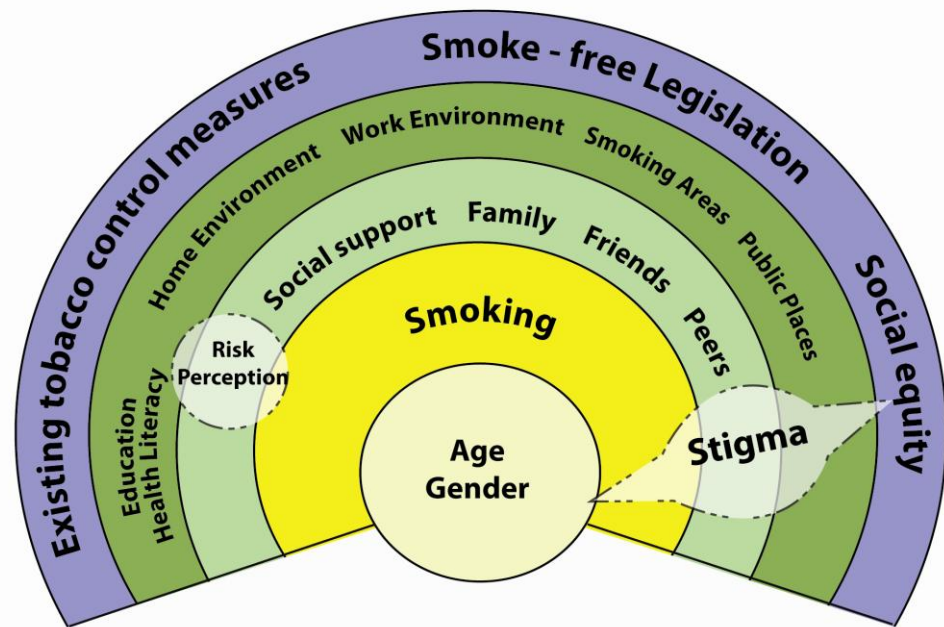 Existing tobacco control measures
Smoke - free Legislation
Social equity
Education
Health Literacy
Home Environment
Work Environment
Smoking Areas
Public Places
Social support
Family
Friends
Peers
Risk
Perception
Stigma
Smoking
Age
Gender